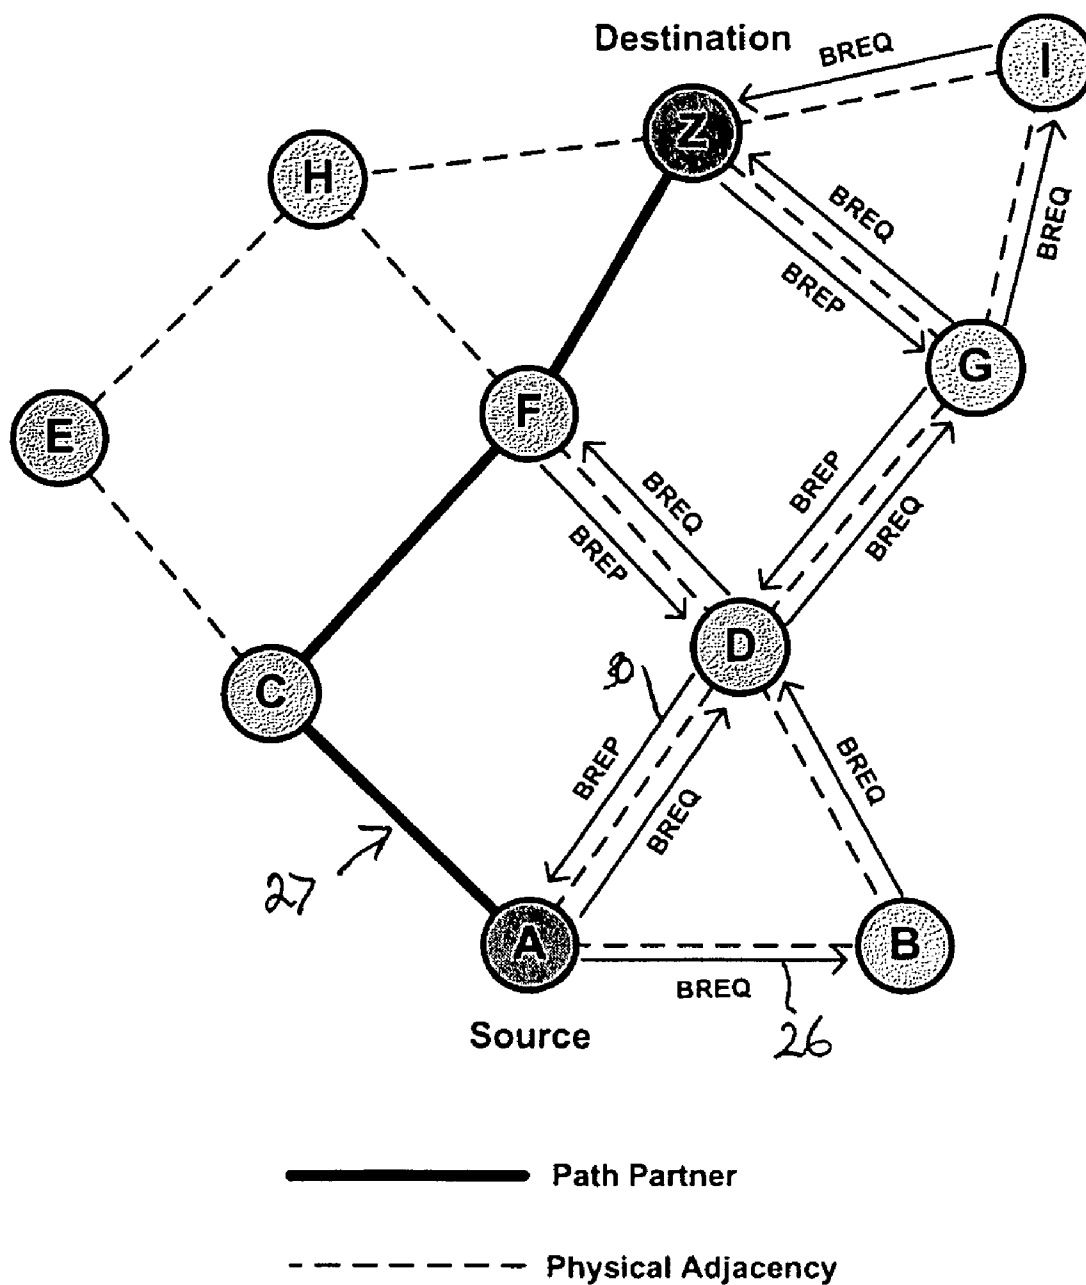 Destination
BREQ
I
Z
H
BREQ
BREQ
BREP
G
F
E
BREQ
BREP
BREP
BREQ
D
C
BREP
BREQ
BREQ
27
A
B
BREQ
26
Source
Path Partner
Physical Adjacency